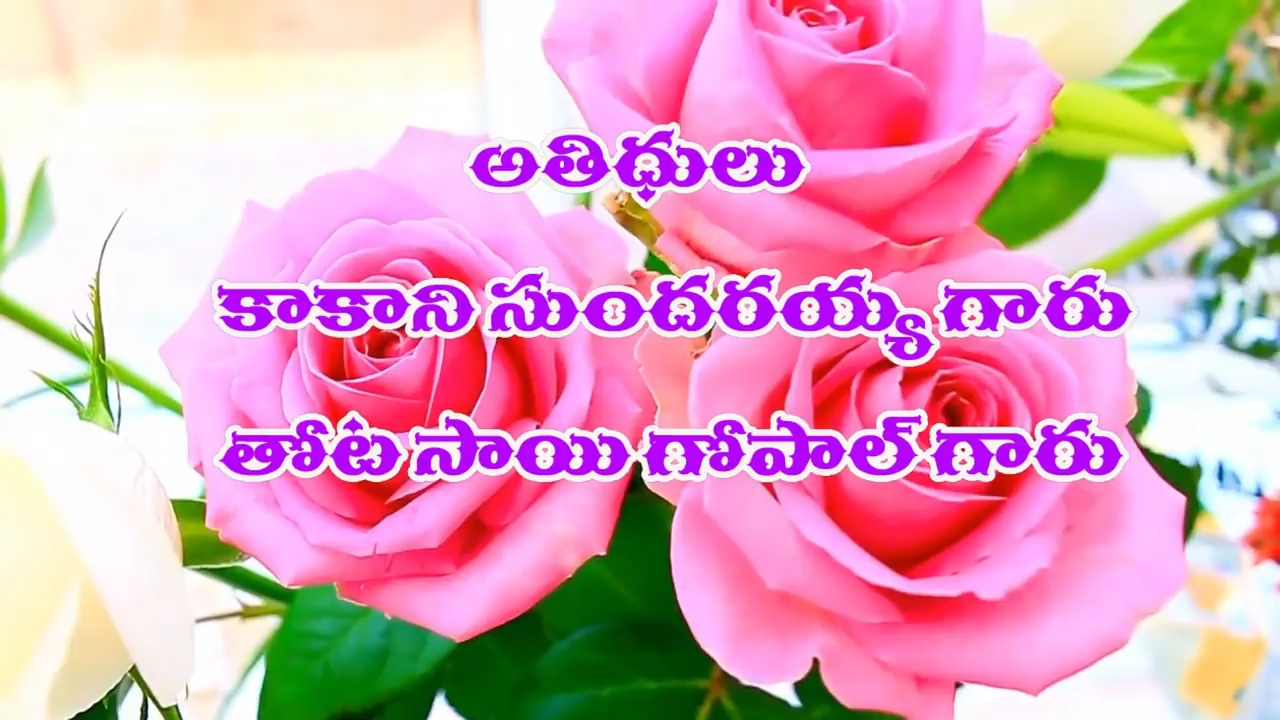 అతిధులు
కాకాని సుందరయ్య గారు
తోట సాయి గోపాల్ గారు